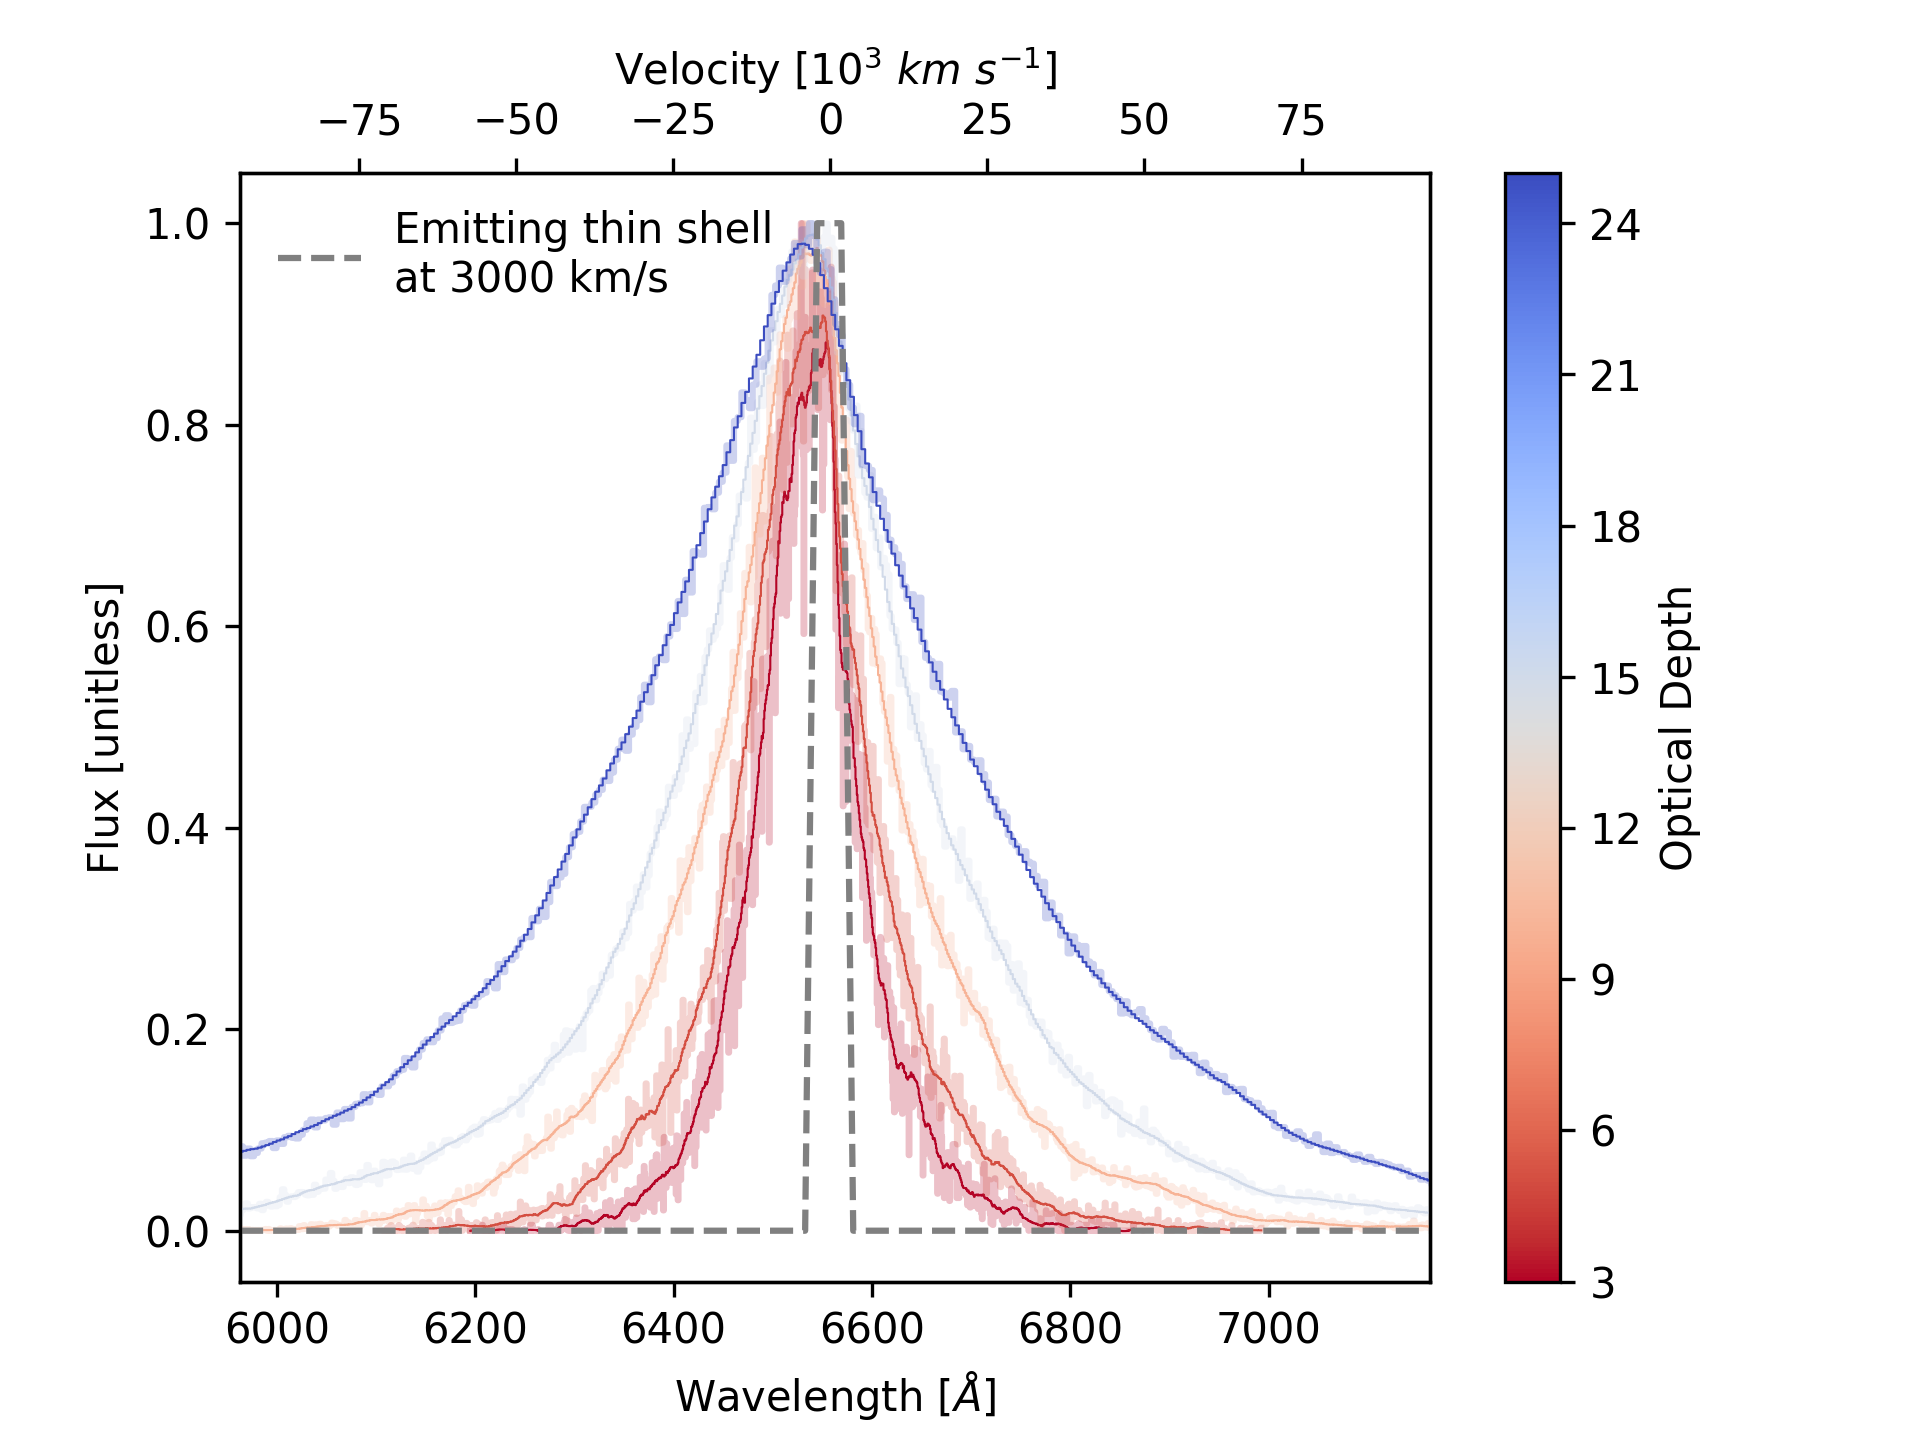 Velocity [10³ km s⁻¹]
−75 −50 −25 0 25 50 75
Emitting thin shell
at 3000 km/s
1.0
0.8
0.6
0.4
0.2
0.0
Flux [unitless]
6000 6200 6400 6600 6800 7000
Wavelength [Å]
24
21
18
15
12
9
6
3
Optical Depth